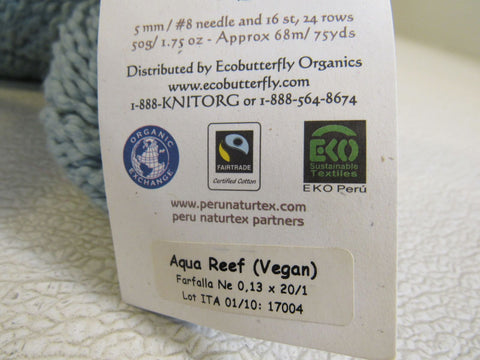 5 mm / #8 needle and 16 st, 24 rows
50g/ 1.75 oz - Approx 68m/ 75yds
Distributed by Ecobutterfly Organics
www.ecobutterfly.com
1-888-KNITORG or 1-888-564-8674
ORGANIC
EXCHANGE
FAIRTRADE
Certified Cotton
EKO
Sustainable
Textiles
EKO Perú
www.perunaturtex.com
peru naturtex partners
Aqua Reef (Vegan)
Farfalla Ne 0,13 x 20/1
Lot ITA 01/10: 17004